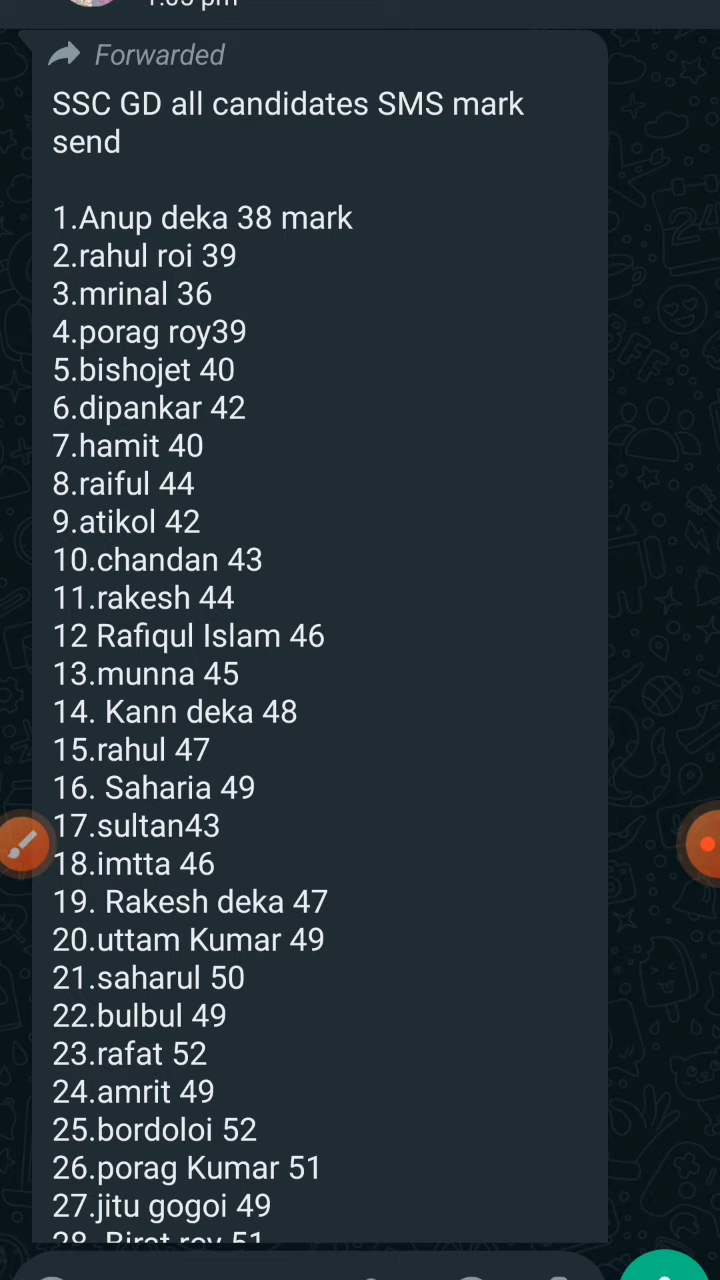 Forwarded
SSC GD all candidates SMS mark
send
1.Anup deka 38 mark
2.rahul roi 39
3.mrinal 36
4.porag roy39
5.bishojet 40
6.dipankar 42
7.hamit 40
8.raiful 44
9.atikol 42
10.chandan 43
11.rakesh 44
12 Rafiqul Islam 46
13.munna 45
14. Kann deka 48
15.rahul 47
16. Saharia 49
17.sultan43
18.imtta 46
19. Rakesh deka 47
20.uttam Kumar 49
21.saharul 50
22.bulbul 49
23.rafat 52
24.amrit 49
25.bordoloi 52
26.porag Kumar 51
27.jitu gogoi 49